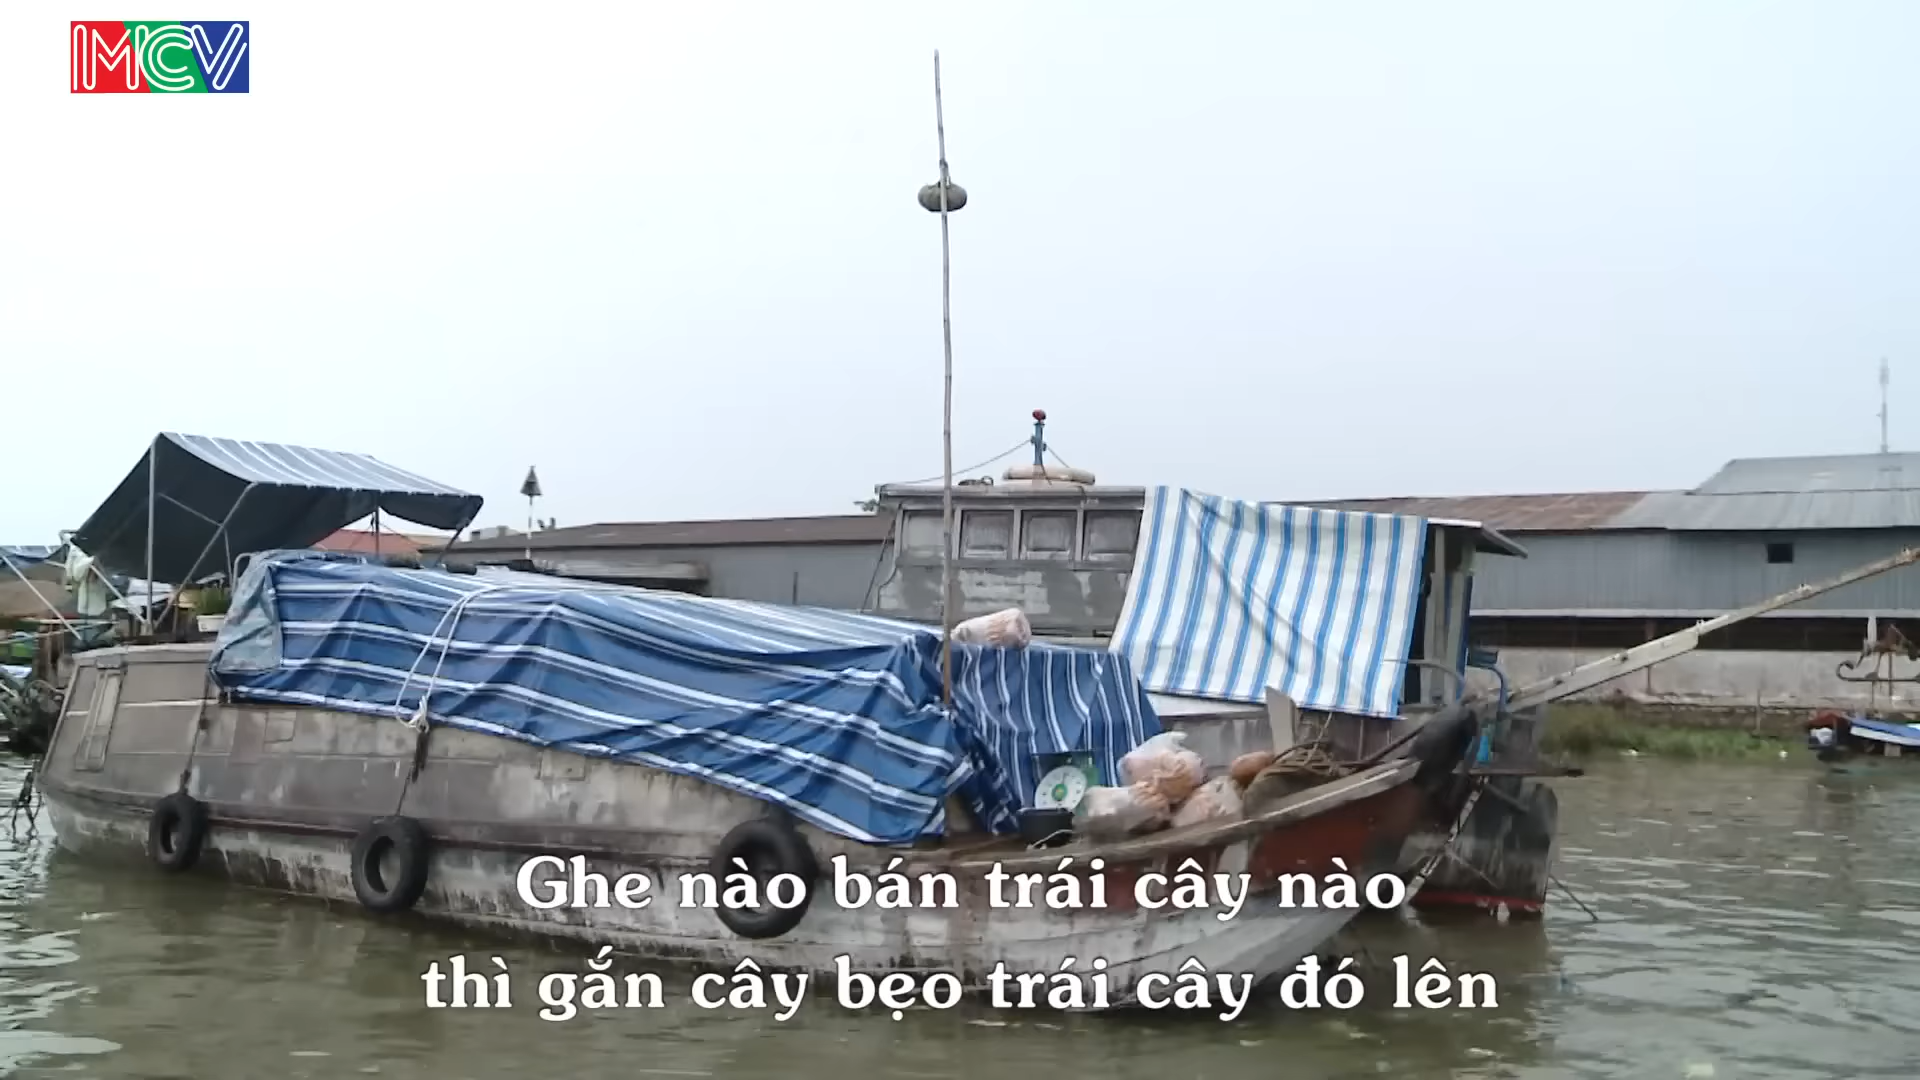 MCV
Ghe nào bán trái cây nào
thì gắn cây bẹo trái cây đó lên